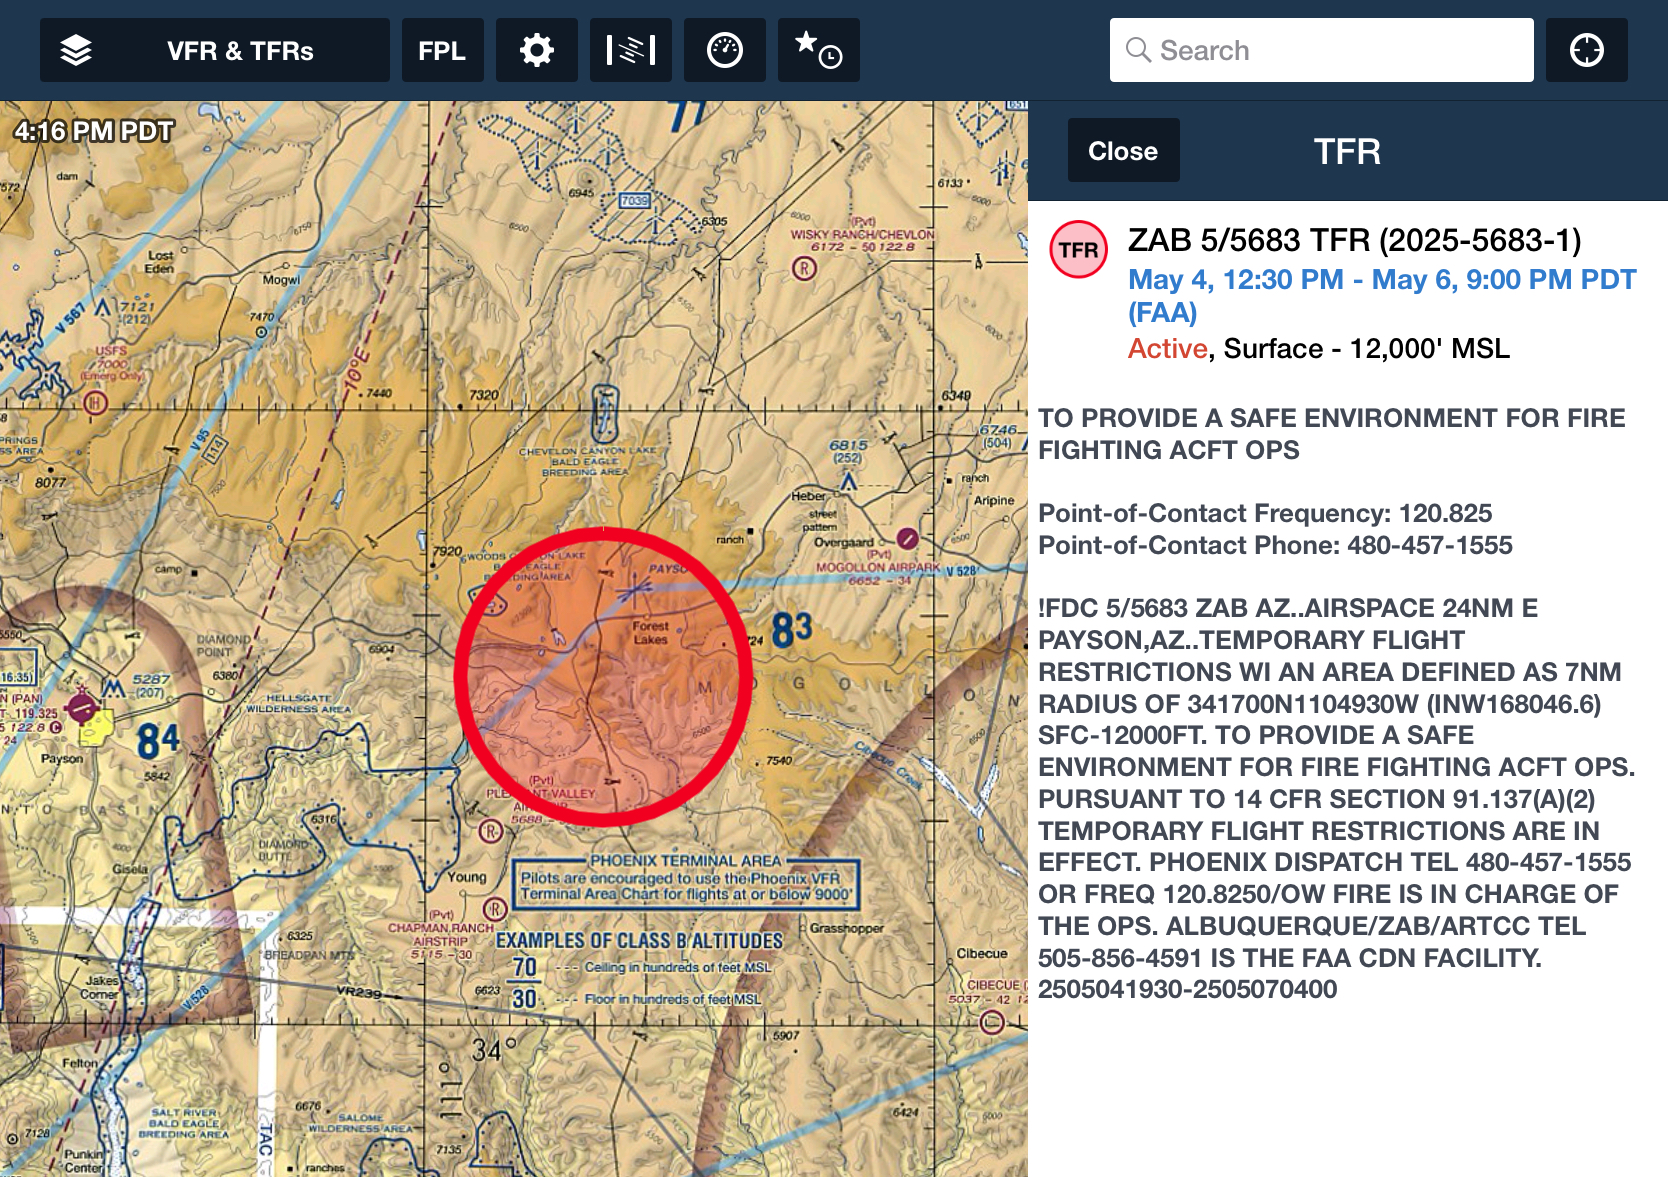 VFR & TFRs
FPL
Search
4:16 PM PDT
Close
TFR
TFR
ZAB 5/5683 TFR (2025-5683-1)
May 4, 12:30 PM - May 6, 9:00 PM PDT
(FAA)
Active, Surface - 12,000' MSL
TO PROVIDE A SAFE ENVIRONMENT FOR FIRE
FIGHTING ACFT OPS
Point-of-Contact Frequency: 120.825
Point-of-Contact Phone: 480-457-1555
!FDC 5/5683 ZAB AZ..AIRSPACE 24NM E
PAYSON,AZ..TEMPORARY FLIGHT
RESTRICTIONS WI AN AREA DEFINED AS 7NM
RADIUS OF 341700N1104930W (INW168046.6)
SFC-12000FT. TO PROVIDE A SAFE
ENVIRONMENT FOR FIRE FIGHTING ACFT OPS.
PURSUANT TO 14 CFR SECTION 91.137(A)(2)
TEMPORARY FLIGHT RESTRICTIONS ARE IN
EFFECT. PHOENIX DISPATCH TEL 480-457-1555
OR FREQ 120.8250/OW FIRE IS IN CHARGE OF
THE OPS. ALBUQUERQUE/ZAB/ARTCC TEL
505-856-4591 IS THE FAA CDN FACILITY.
2505041930-2505070400
77
dam
6945
7039
6305
6133
(Pvt)
WISKY RANCH/CHEVLON
6172 - 50 122.8
R
Lost
Eden
Mogwi
7121
(212)
V 567
7470
USFS
7000
(Emerg Only)
H
10°E
7440
7320
6349
V 95
114
CHEVELON CANYON LAKE
BALD EAGLE
BREEDING AREA
6815
(252)
6746
(504)
8077
Heber
street
pattern
ranch
Aripine
ranch
Overgaard
(Pvt)
MOGOLLON AIRPARK
6652 - 34
V 528
7920
camp
Forest
Lakes
83
DIAMOND
POINT
6904
6380
5287
(207)
HELLSGATE
WILDERNESS AREA
84
Payson
5842
M O G O L L O N
7540
Cibecue Creek
(Pvt)
6316
DIAMOND
BUTTE
Gisela
R
Young
PHOENIX TERMINAL AREA
Pilots are encouraged to use the Phoenix VFR
Terminal Area Chart for flights at or below 9000'
R
(Pvt)
CHAPMAN RANCH
AIRSTRIP
5115 - 30
EXAMPLES OF CLASS B ALTITUDES
70 --- Ceiling in hundreds of feet MSL
30 --- Floor in hundreds of feet MSL
Grasshopper
6325
BREADPAN MTS
Cibecue
Jakes
Corner
V 528
VR239
6623
5907
34°
111°
Felton
SALT RIVER
BALD EAGLE
BREEDING AREA
6676
SALOME
WILDERNESS AREA
6424
7128
TAC
7135
Punkin
Center
ranches